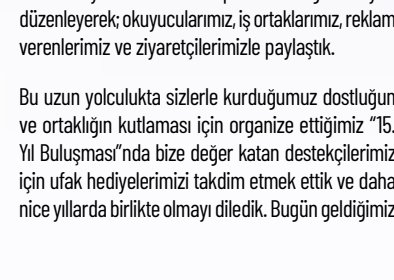 düzenleyerek; okuyucularımız, iş ortaklarımız, reklam
verenlerimiz ve ziyaretçilerimizle paylaştık.
Bu uzun yolculukta sizlerle kurduğumuz dostluğun
ve ortaklığın kutlaması için organize ettiğimiz “15.
Yıl Buluşması”nda bize değer katan destekçilerimiz
için ufak hediyelerimizi takdim etmek ettik ve daha
nice yıllarda birlikte olmayı diledik. Bugün geldiğimiz